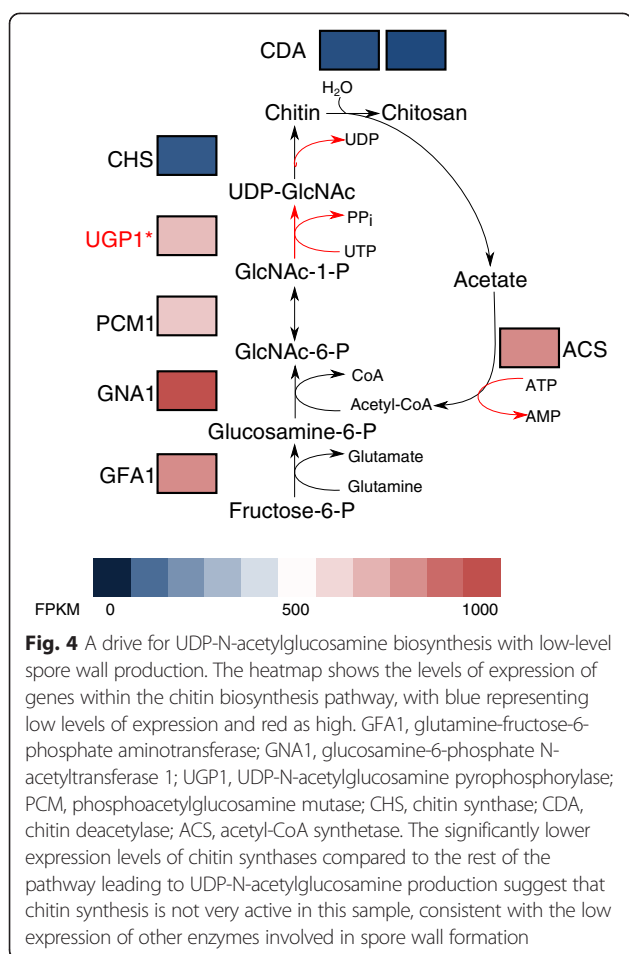 CDA
H₂O
Chitin
Chitosan
UDP
CHS
UDP-GlcNAc
PPi
UGP1*
UTP
GlcNAc-1-P
Acetate
PCM1
ACS
GlcNAc-6-P
CoA
ATP
GNA1
Acetyl-CoA
AMP
Glucosamine-6-P
Glutamate
GFA1
Glutamine
Fructose-6-P
FPKM 0 500 1000
Fig. 4 A drive for UDP-N-acetylglucosamine biosynthesis with low-level
spore wall production. The heatmap shows the levels of expression of
genes within the chitin biosynthesis pathway, with blue representing
low levels of expression and red as high. GFA1, glutamine-fructose-6-
phosphate aminotransferase; GNA1, glucosamine-6-phosphate N-
acetyltransferase 1; UGP1, UDP-N-acetylglucosamine pyrophosphorylase;
PCM, phosphoacetylglucosamine mutase; CHS, chitin synthase; CDA,
chitin deacetylase; ACS, acetyl-CoA synthetase. The significantly lower
expression levels of chitin synthases compared to the rest of the
pathway leading to UDP-N-acetylglucosamine production suggest that
chitin synthesis is not very active in this sample, consistent with the low
expression of other enzymes involved in spore wall formation